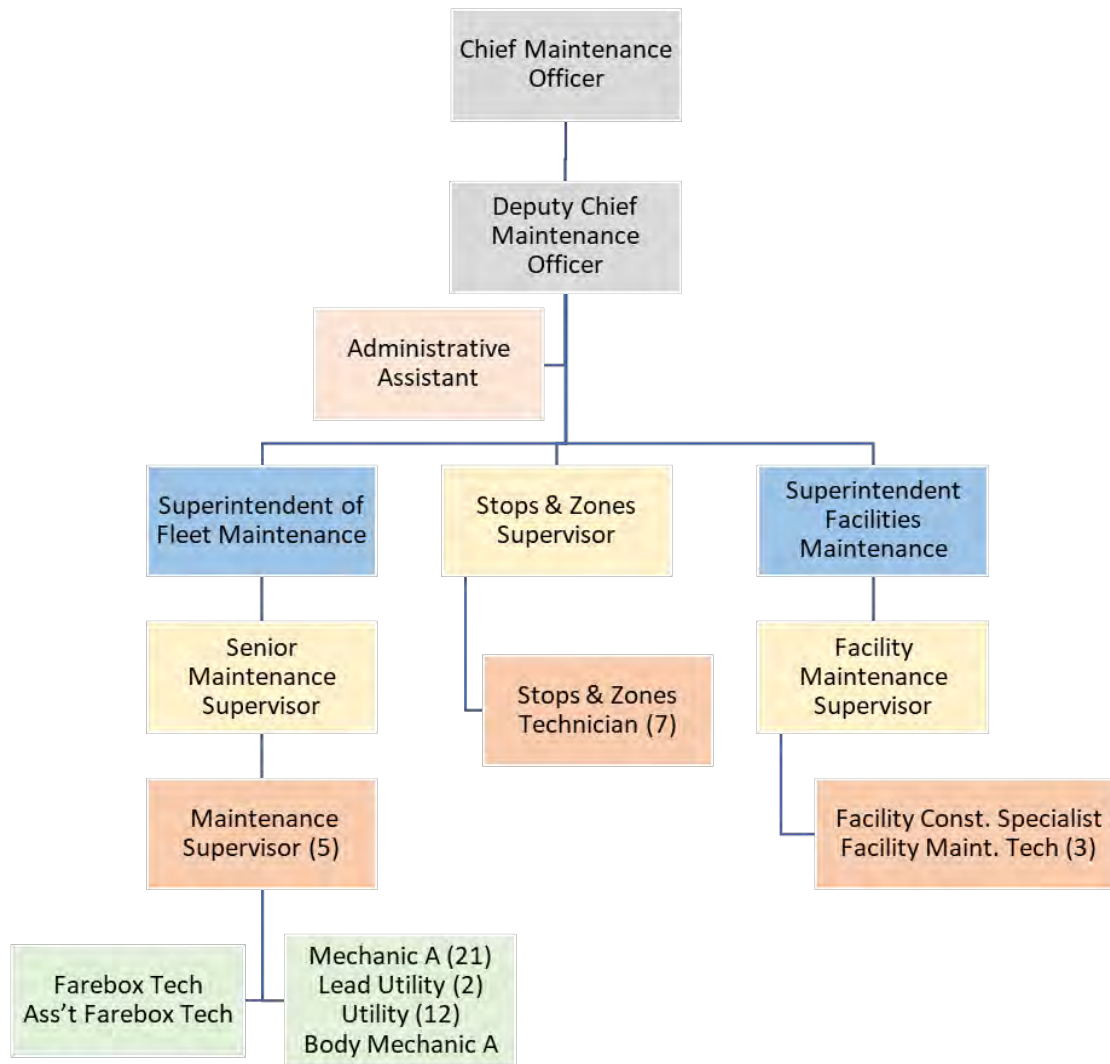 Chief Maintenance
Officer
Deputy Chief
Maintenance
Officer
Administrative
Assistant
Superintendent of
Fleet Maintenance
Stops & Zones
Supervisor
Superintendent
Facilities
Maintenance
Senior
Maintenance
Supervisor
Stops & Zones
Technician (7)
Facility
Maintenance
Supervisor
Maintenance
Supervisor (5)
Facility Const. Specialist
Facility Maint. Tech (3)
Farebox Tech
Ass’t Farebox Tech
Mechanic A (21)
Lead Utility (2)
Utility (12)
Body Mechanic A